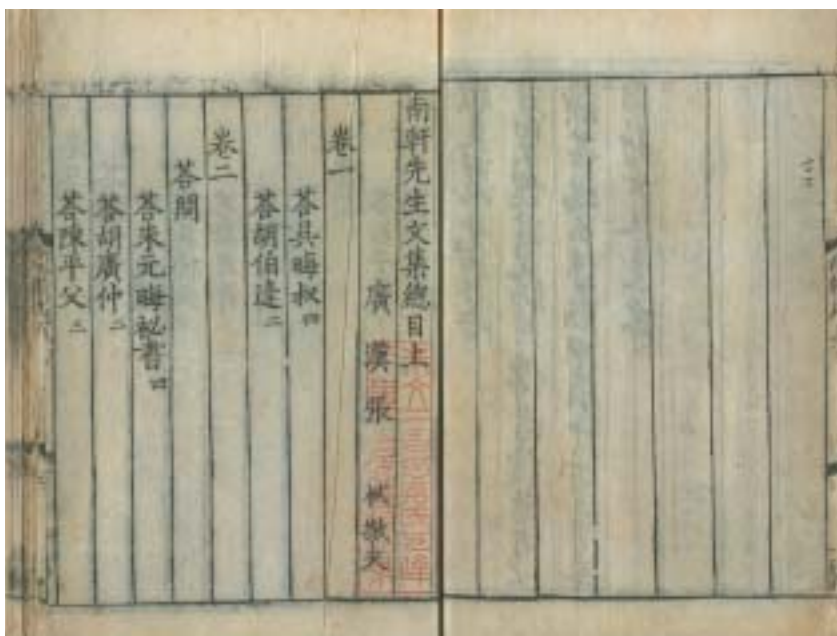 南軒先生文集總目上
廣漢張栻敬夫
卷一
荅吳晦叔四
荅胡伯逢二
卷二
荅問
荅朱元晦祕書四
荅胡廣仲二
荅陳平父三